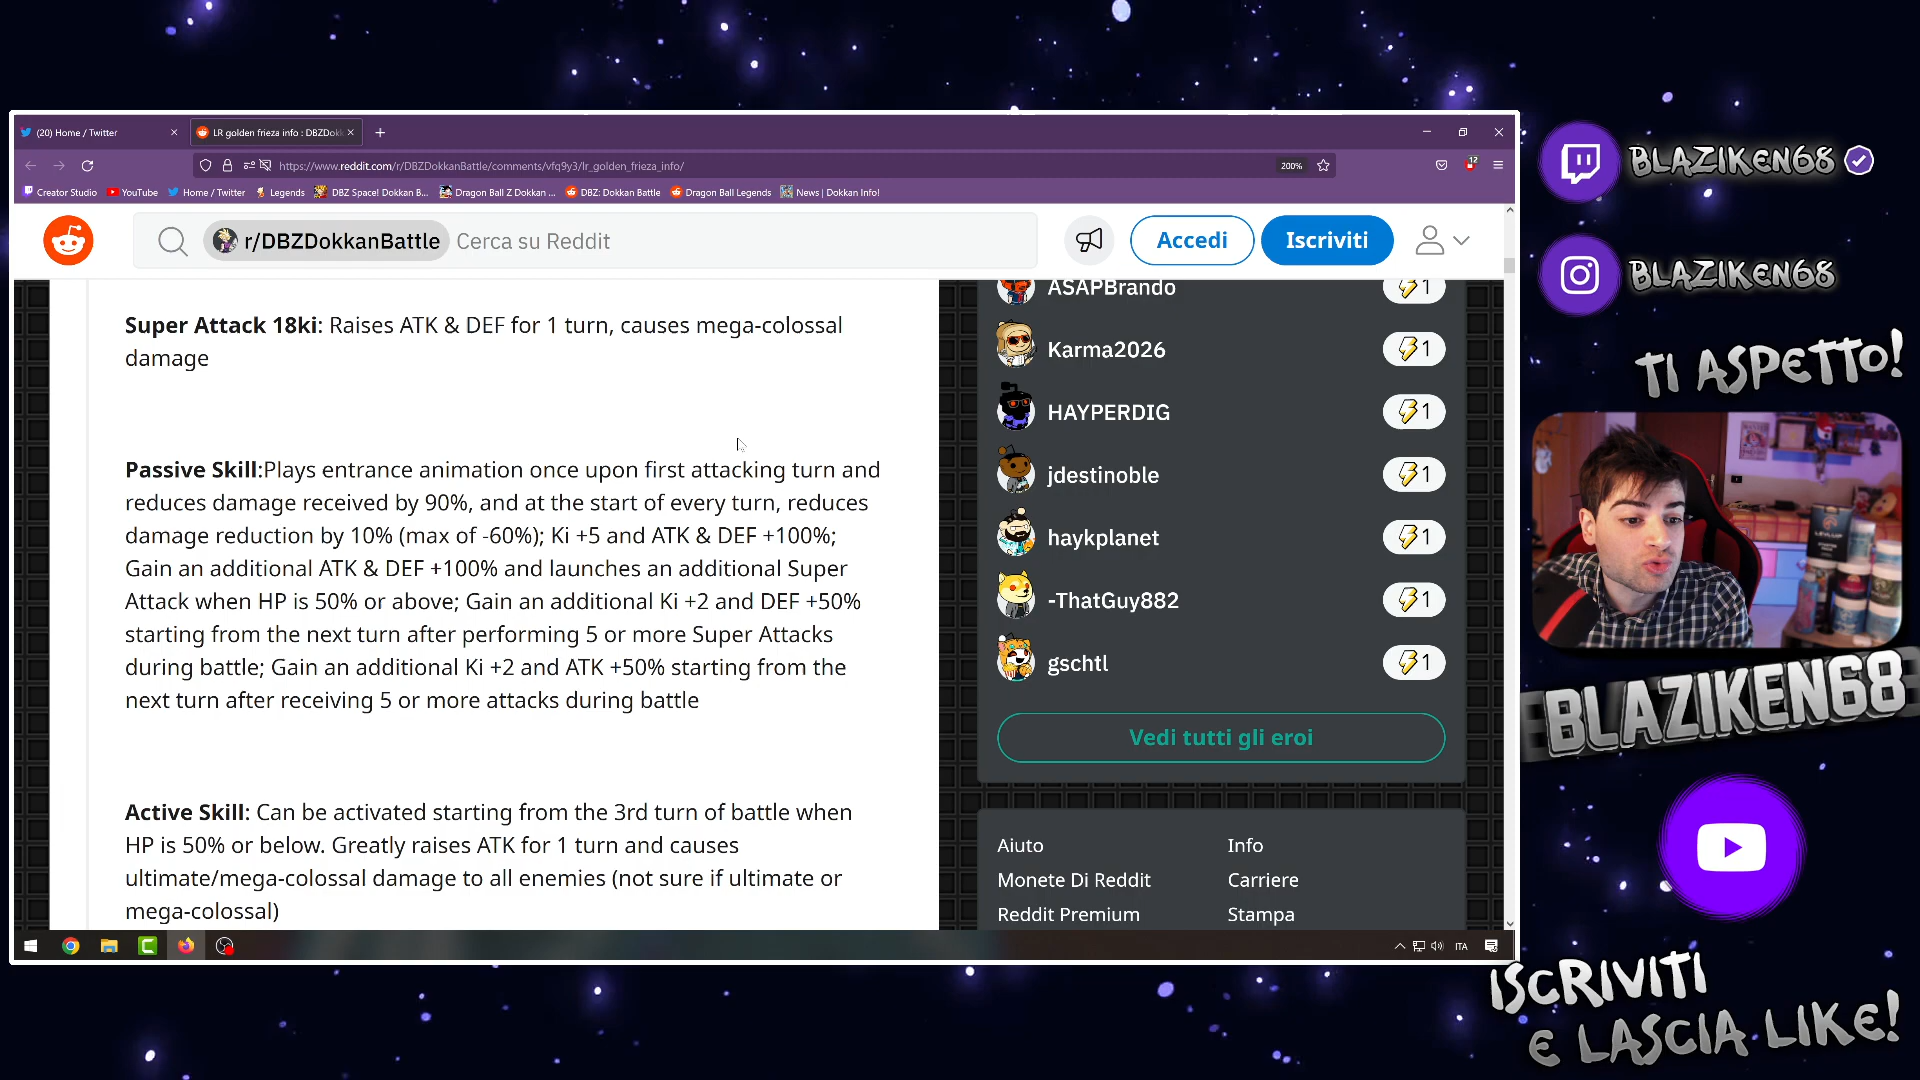 (20) Home / Twitter
LR golden frieza info : DBZDok
https://www.reddit.com/r/DBZDokkanBattle/comments/vfq9y3/lr_golden_frieza_info/
200%
12
Creator Studio
YouTube
Home / Twitter
Legends
DBZ Space! Dokkan B...
Dragon Ball Z Dokkan ...
DBZ: Dokkan Battle
Dragon Ball Legends
News | Dokkan Info!
r/DBZDokkanBattle
Cerca su Reddit
Accedi
Iscriviti
Super Attack 18ki: Raises ATK & DEF for 1 turn, causes mega-colossal
damage
Passive Skill:Plays entrance animation once upon first attacking turn and
reduces damage received by 90%, and at the start of every turn, reduces
damage reduction by 10% (max of -60%); Ki +5 and ATK & DEF +100%;
Gain an additional ATK & DEF +100% and launches an additional Super
Attack when HP is 50% or above; Gain an additional Ki +2 and DEF +50%
starting from the next turn after performing 5 or more Super Attacks
during battle; Gain an additional Ki +2 and ATK +50% starting from the
next turn after receiving 5 or more attacks during battle
Active Skill: Can be activated starting from the 3rd turn of battle when
HP is 50% or below. Greatly raises ATK for 1 turn and causes
ultimate/mega-colossal damage to all enemies (not sure if ultimate or
mega-colossal)
ASAPBrando 1
Karma2026 1
HAYPERDIG 1
jdestinoble 1
haykplanet 1
-ThatGuy882 1
gschtl 1
Vedi tutti gli eroi
Aiuto
Info
Monete Di Reddit
Carriere
Reddit Premium
Stampa
ITA
BLAZIKEN68
BLAZIKEN68
TI ASPETTO!
BLAZIKEN68
ISCRIVITI
E LASCIA LIKE!